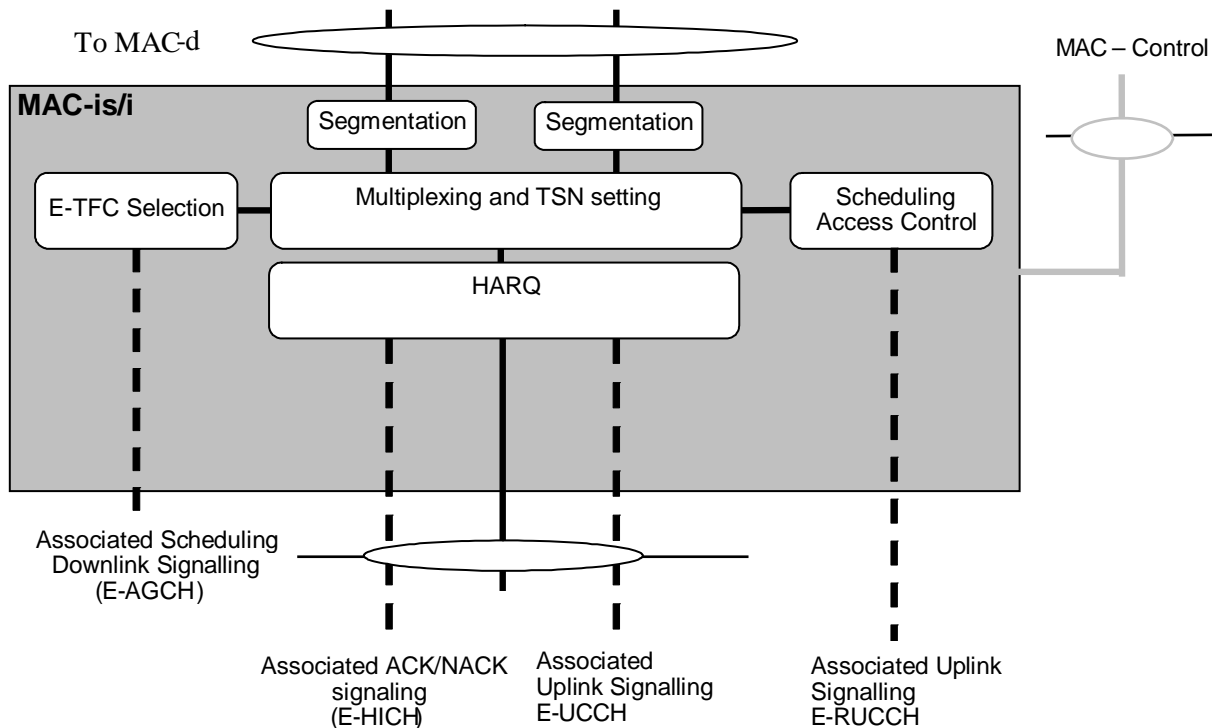 To MAC-d
MAC – Control
MAC-is/i
Segmentation
Segmentation
E-TFC Selection
Multiplexing and TSN setting
Scheduling
Access Control
HARQ
Associated Scheduling
Downlink Signalling
(E-AGCH)
Associated ACK/NACK
signaling
(E-HICH)
Associated
Uplink Signalling
E-UCCH
Associated Uplink
Signalling
E-RUCCH